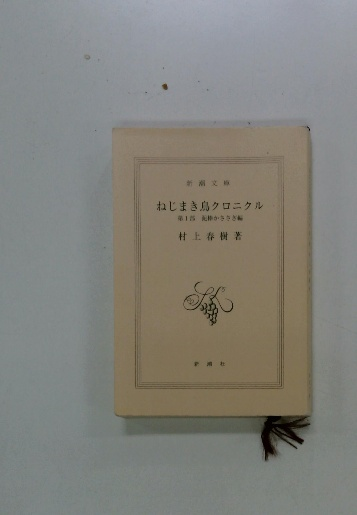 新潮文庫
ねじまき鳥クロニクル
第1部 泥棒かささぎ編
村上春樹著
新潮社